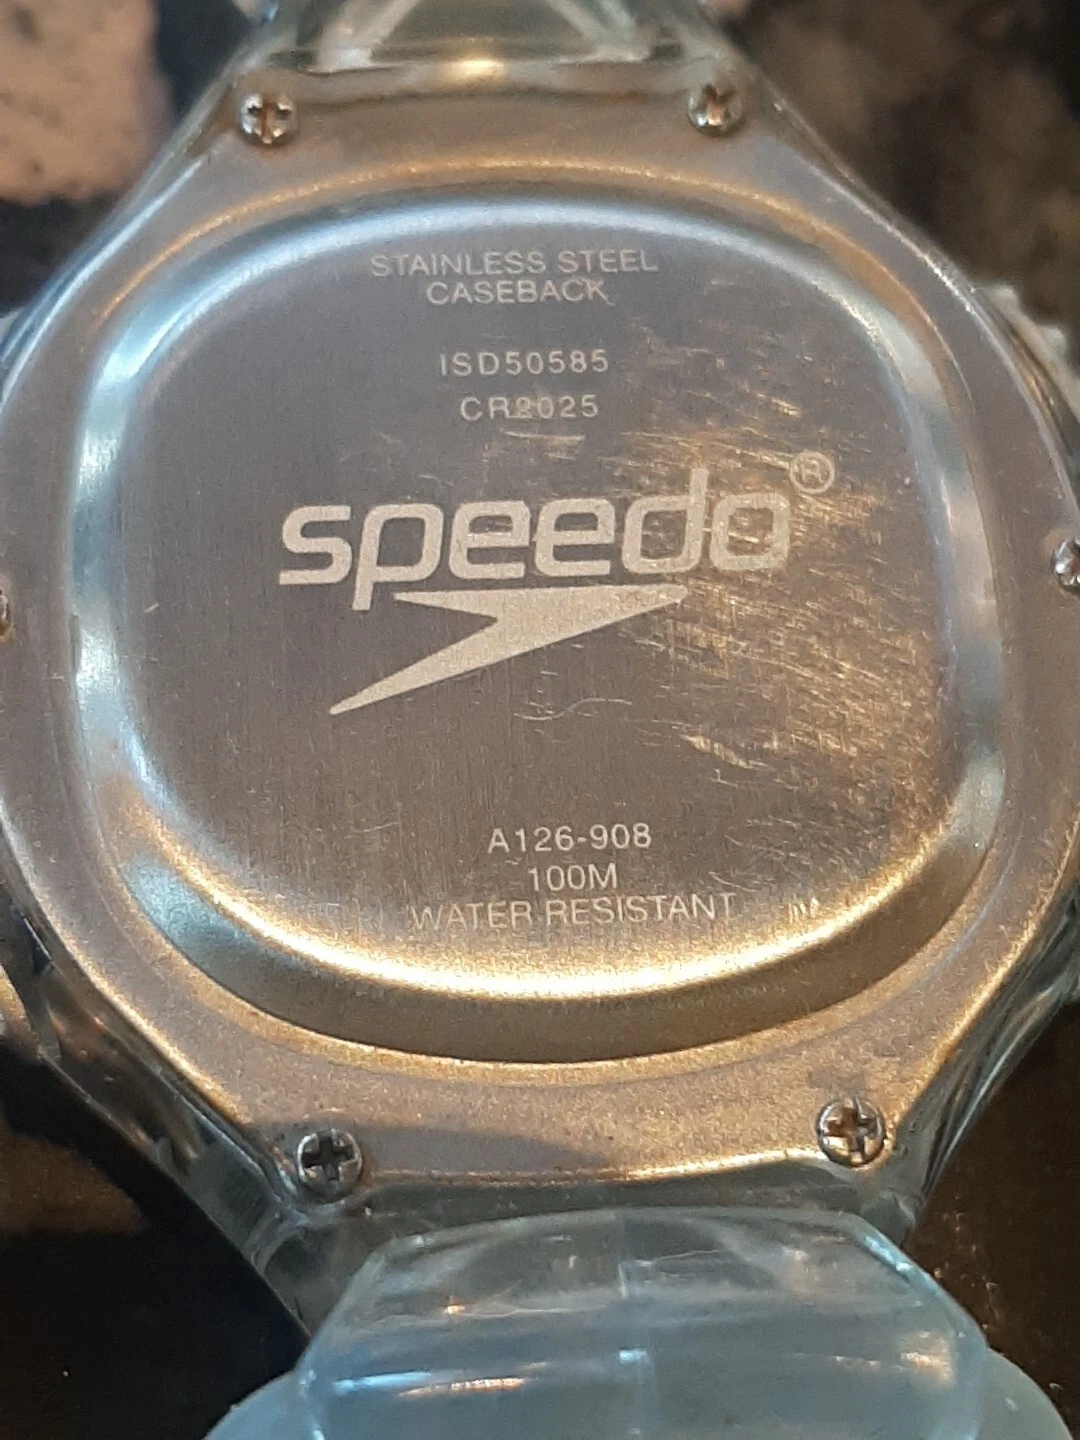 STAINLESS STEEL
CASEBACK
ISD50585
CR2025
speedo®
A126-908
100M
WATER RESISTANT